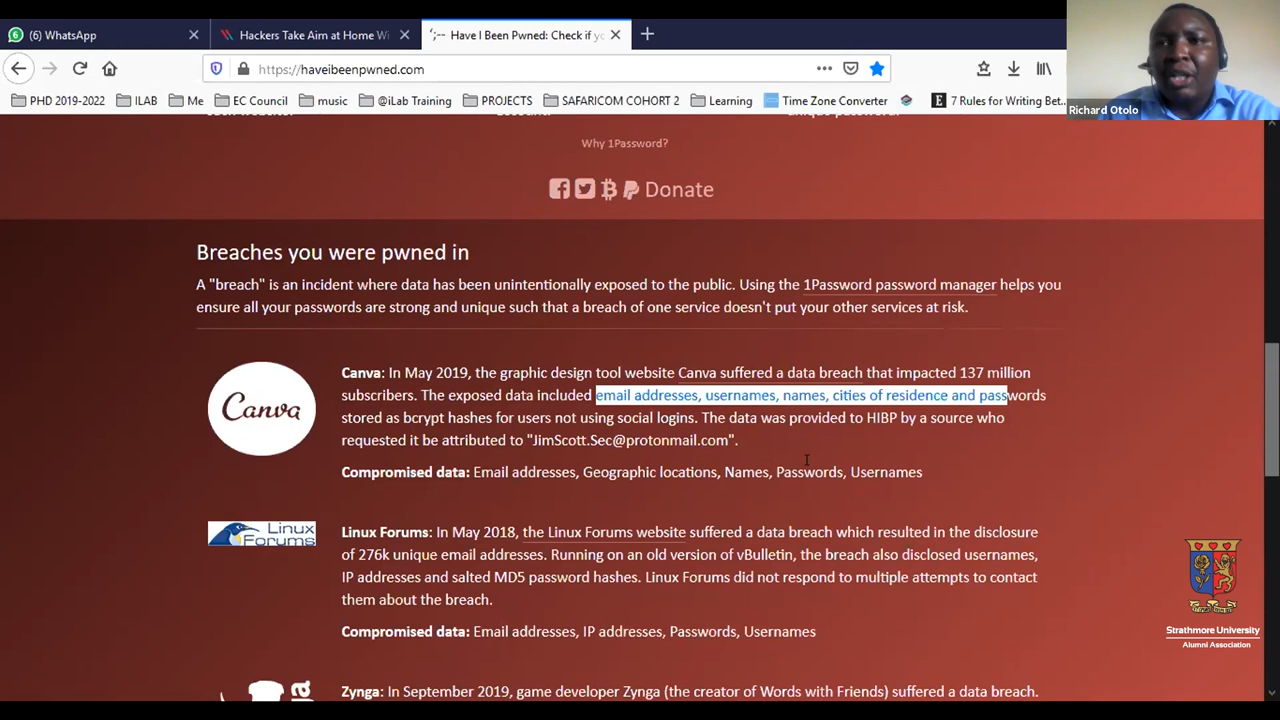 (6) WhatsApp
Hackers Take Aim at Home Wi
Have I Been Pwned: Check if yo
https://haveibeenpwned.com
PHD 2019-2022
ILAB
Me
EC Council
music
@iLab Training
PROJECTS
SAFARICOM COHORT 2
Learning
Time Zone Converter
7 Rules for Writing Bet...
Richard Otolo
Why 1Password?
Donate
Breaches you were pwned in
A "breach" is an incident where data has been unintentionally exposed to the public. Using the 1Password password manager helps you
ensure all your passwords are strong and unique such that a breach of one service doesn't put your other services at risk.
Canva
Canva: In May 2019, the graphic design tool website Canva suffered a data breach that impacted 137 million
subscribers. The exposed data included email addresses, usernames, names, cities of residence and passwords
stored as bcrypt hashes for users not using social logins. The data was provided to HIBP by a source who
requested it be attributed to "JimScott.Sec@protonmail.com".
Compromised data: Email addresses, Geographic locations, Names, Passwords, Usernames
Linux
Forums
Linux Forums: In May 2018, the Linux Forums website suffered a data breach which resulted in the disclosure
of 276k unique email addresses. Running on an old version of vBulletin, the breach also disclosed usernames,
IP addresses and salted MD5 password hashes. Linux Forums did not respond to multiple attempts to contact
them about the breach.
Compromised data: Email addresses, IP addresses, Passwords, Usernames
Strathmore University
Alumni Association
Zynga: In September 2019, game developer Zynga (the creator of Words with Friends) suffered a data breach.